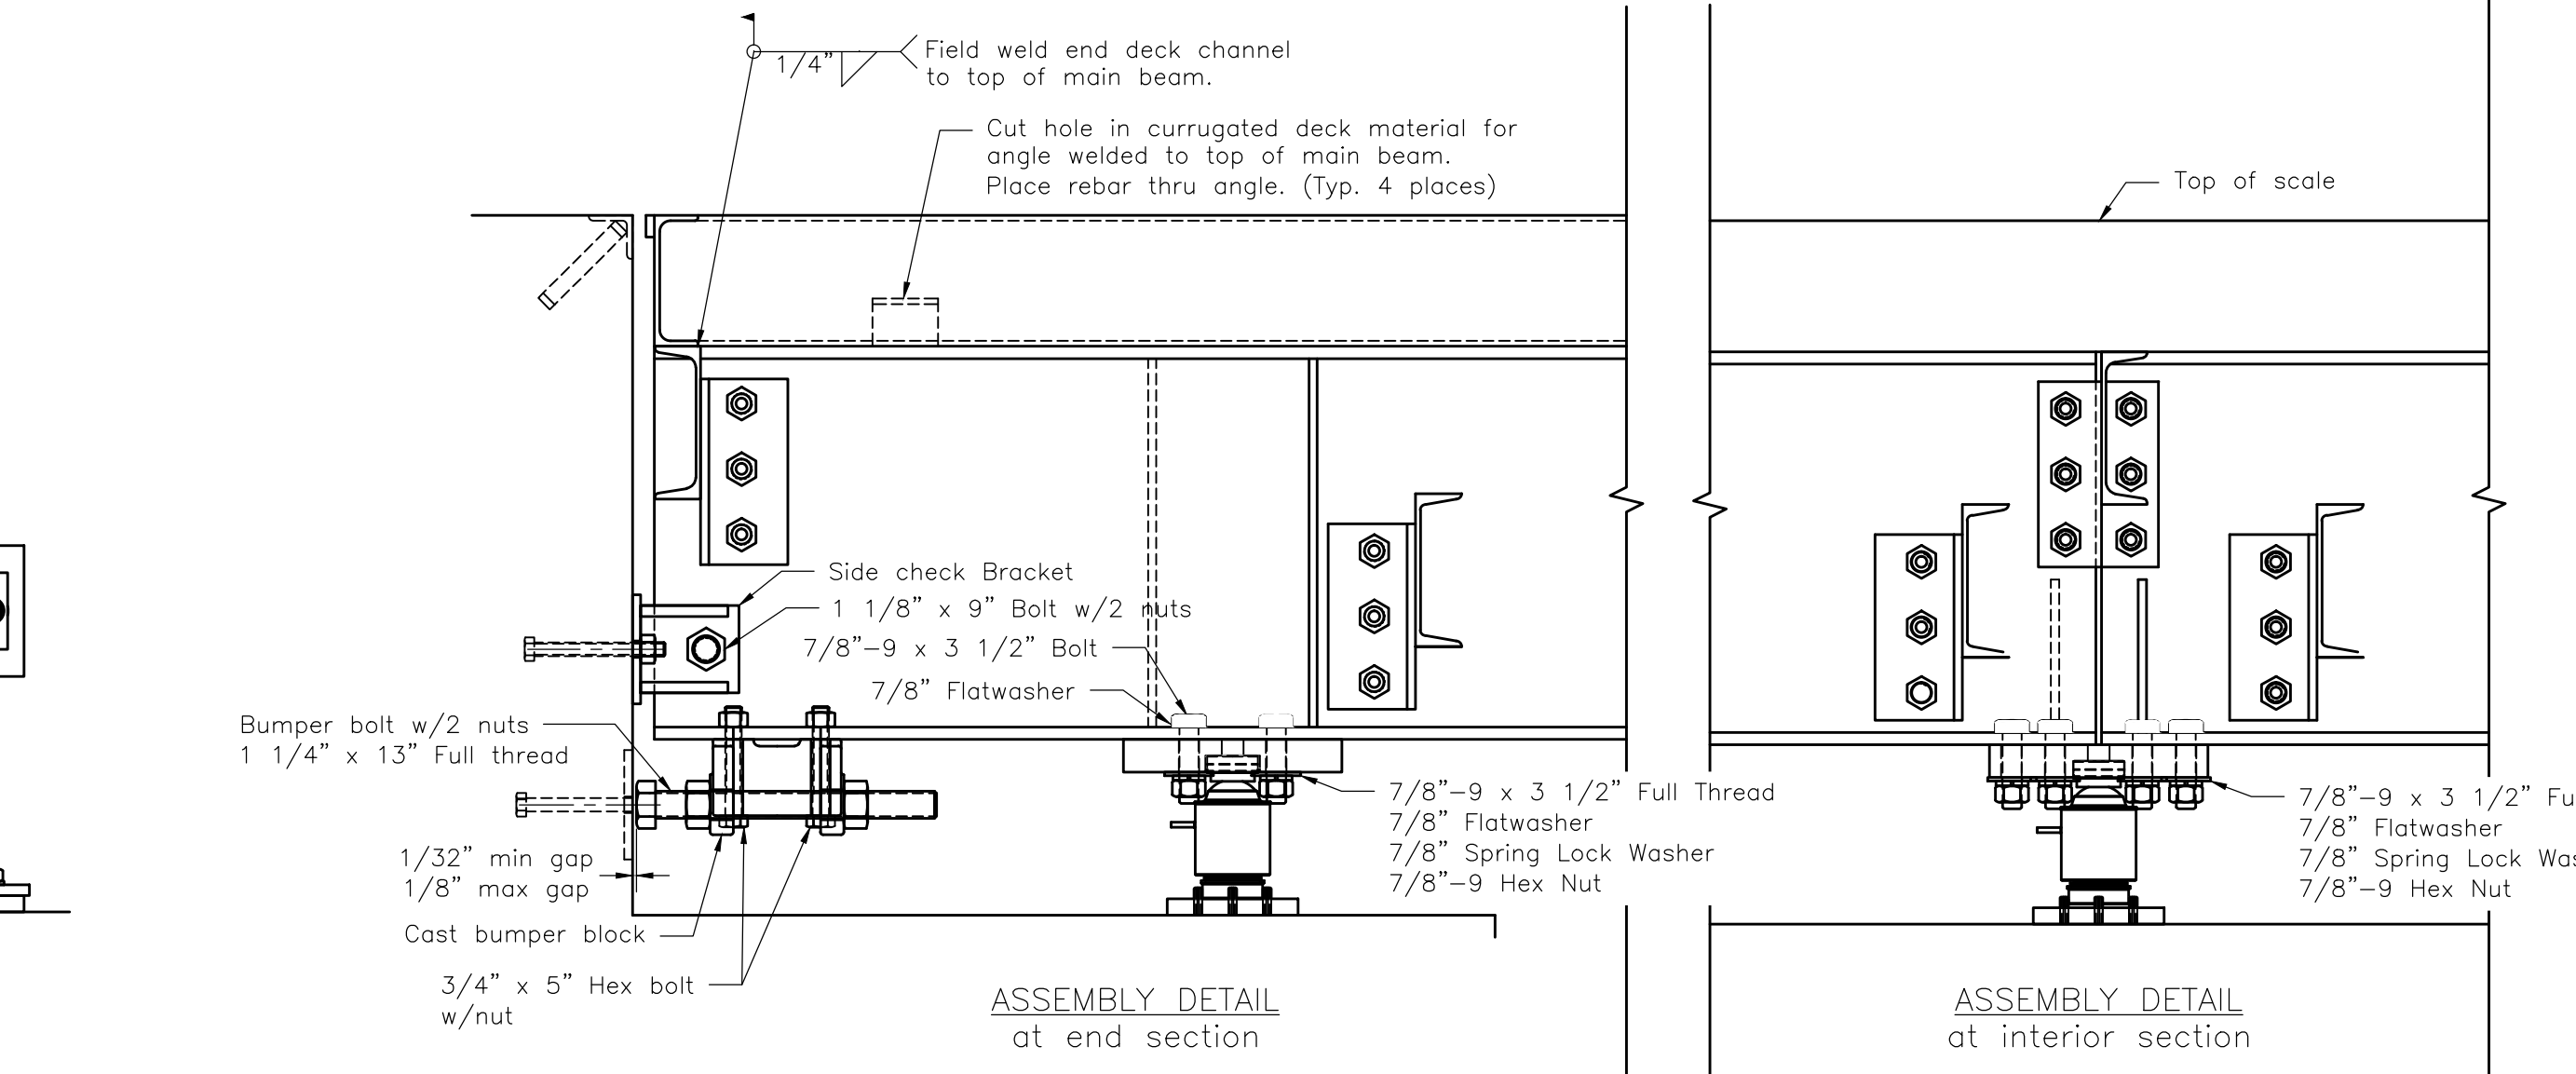 1/4"
Field weld end deck channel
to top of main beam.
Cut hole in currugated deck material for
angle welded to top of main beam.
Place rebar thru angle. (Typ. 4 places)
Top of scale
Side check Bracket
1 1/8" x 9" Bolt w/2 nuts
7/8"-9 x 3 1/2" Bolt
7/8" Flatwasher
Bumper bolt w/2 nuts
1 1/4" x 13" Full thread
1/32" min gap
1/8" max gap
Cast bumper block
3/4" x 5" Hex bolt
w/nut
7/8"-9 x 3 1/2" Full Thread
7/8" Flatwasher
7/8" Spring Lock Washer
7/8"-9 Hex Nut
7/8"-9 x 3 1/2" Fu
7/8" Flatwasher
7/8" Spring Lock Was
7/8"-9 Hex Nut
ASSEMBLY DETAIL
at end section
ASSEMBLY DETAIL
at interior section